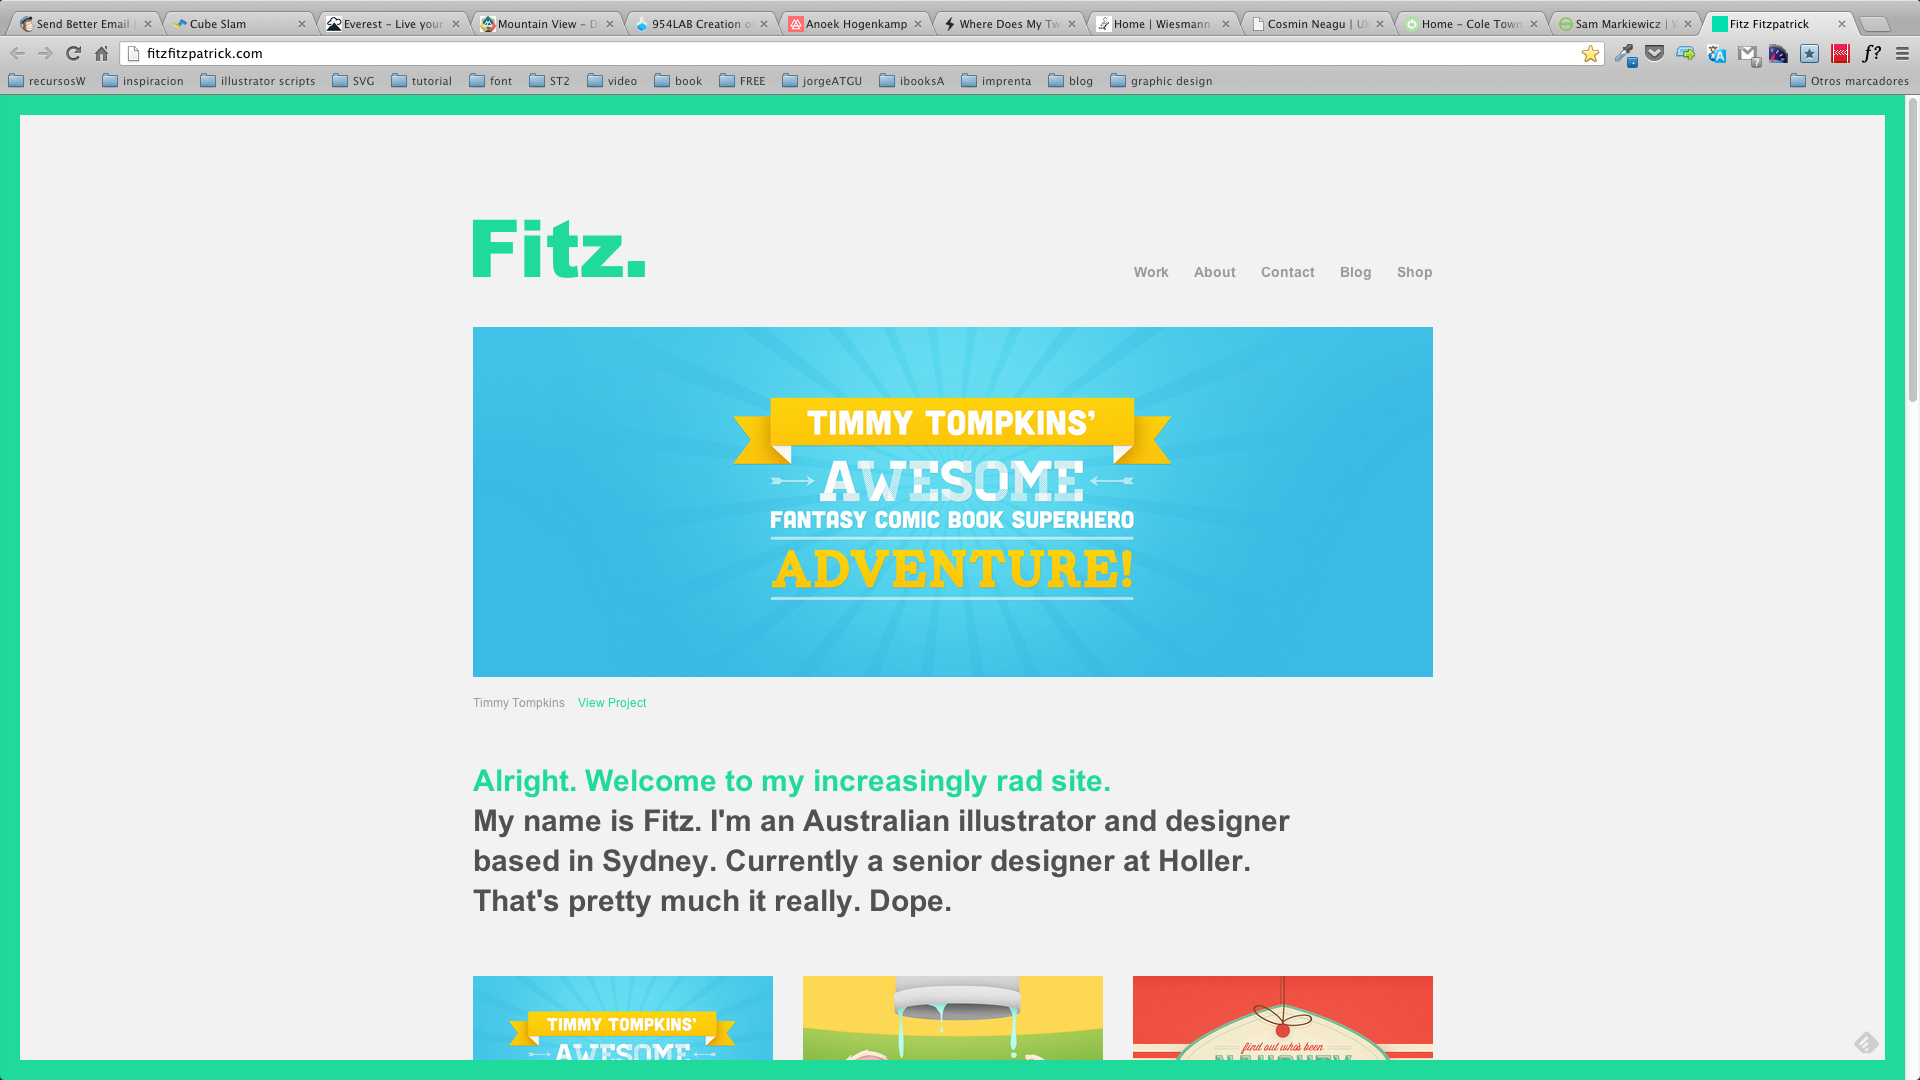 Send Better Email
Cube Slam
Everest – Live your
Mountain View – D
954LAB Creation o
Anoek Hogenkamp
Where Does My Tw
Home | Wiesmann
Cosmin Neagu | UX
Home – Cole Town
Sam Markiewicz | W
Fitz Fitzpatrick
fitzfitzpatrick.com
f?
recursosW
inspiracion
illustrator scripts
SVG
tutorial
font
ST2
video
book
FREE
jorgeATGU
ibooksA
imprenta
blog
graphic design
Otros marcadores
Fitz.
Work
About
Contact
Blog
Shop
TIMMY TOMPKINS’
AWESOME
FANTASY COMIC BOOK SUPERHERO
ADVENTURE!
Timmy Tompkins View Project
Alright. Welcome to my increasingly rad site.
My name is Fitz. I'm an Australian illustrator and designer
based in Sydney. Currently a senior designer at Holler.
That's pretty much it really. Dope.
TIMMY TOMPKINS’
AWESOME
find out who's been
NAUGHTY